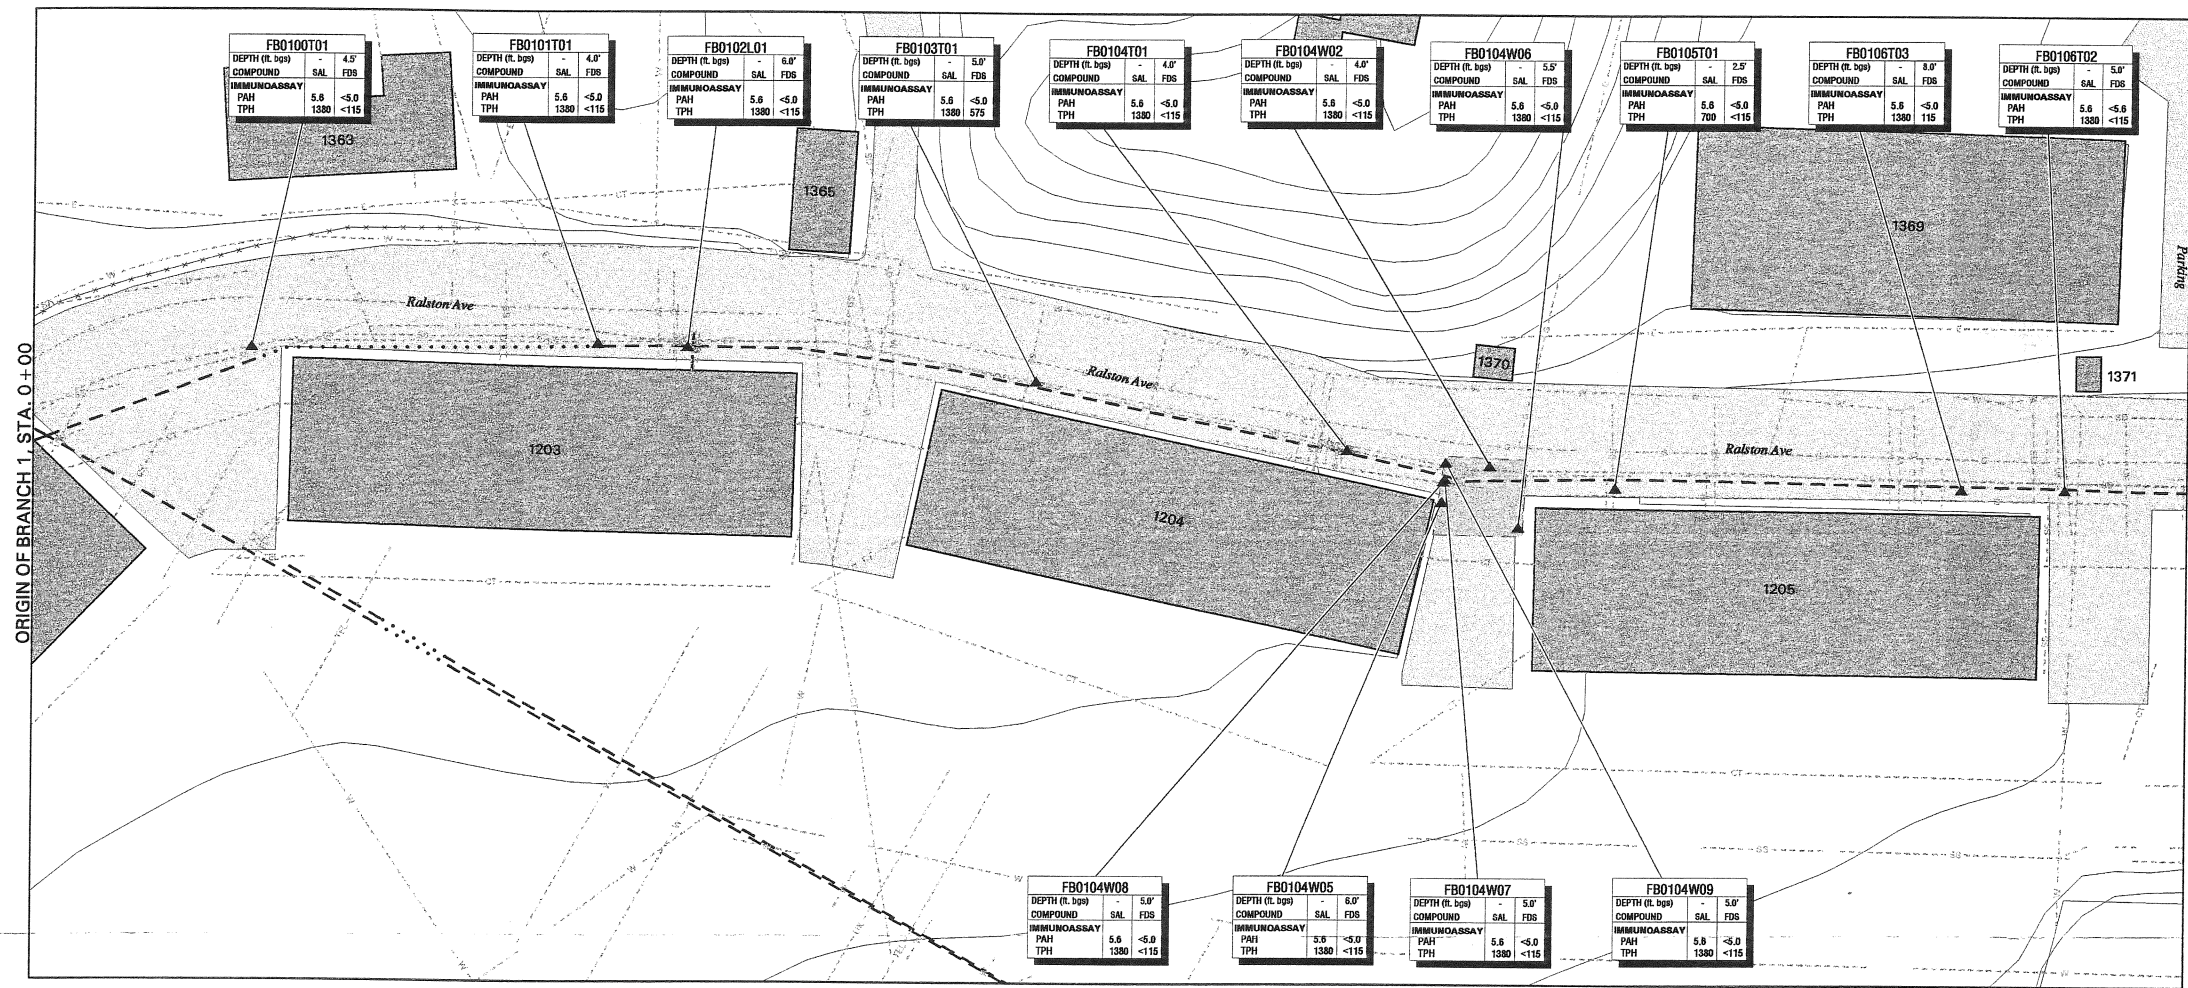 FB0100T01
DEPTH (ft. bgs) - 4.5'
COMPOUND SAL FDS
IMMUNOASSAY
PAH 5.6 <5.0
TPH 1380 <115
FB0101T01
DEPTH (ft. bgs) - 4.0'
COMPOUND SAL FDS
IMMUNOASSAY
PAH 5.6 <5.0
TPH 1380 <115
FB0102L01
DEPTH (ft. bgs) - 6.0'
COMPOUND SAL FDS
IMMUNOASSAY
PAH 5.6 <5.0
TPH 1380 <115
FB0103T01
DEPTH (ft. bgs) - 5.0'
COMPOUND SAL FDS
IMMUNOASSAY
PAH 5.6 <5.0
TPH 1380 575
FB0104T01
DEPTH (ft. bgs) - 4.0'
COMPOUND SAL FDS
IMMUNOASSAY
PAH 5.6 <5.0
TPH 1380 <115
FB0104W02
DEPTH (ft. bgs) - 4.0'
COMPOUND SAL FDS
IMMUNOASSAY
PAH 5.6 <5.0
TPH 1380 <115
FB0104W06
DEPTH (ft. bgs) - 5.5'
COMPOUND SAL FDS
IMMUNOASSAY
PAH 5.6 <5.0
TPH 1380 <115
FB0105T01
DEPTH (ft. bgs) - 2.5'
COMPOUND SAL FDS
IMMUNOASSAY
PAH 5.6 <5.0
TPH 700 <115
FB0106T03
DEPTH (ft. bgs) - 8.0'
COMPOUND SAL FDS
IMMUNOASSAY
PAH 5.6 <5.0
TPH 1380 115
FB0106T02
DEPTH (ft. bgs) - 5.0'
COMPOUND SAL FDS
IMMUNOASSAY
PAH 5.6 <5.6
TPH 1380 <115
1363
1365
1369
Parking
Ralston Ave
Ralston Ave
1370
1371
ORIGIN OF BRANCH 1, STA. 0+00
1203
Ralston Ave
1204
1205
FB0104W08
DEPTH (ft. bgs) - 5.0'
COMPOUND SAL FDS
IMMUNOASSAY
PAH 5.6 <5.0
TPH 1380 <115
FB0104W05
DEPTH (ft. bgs) - 6.0'
COMPOUND SAL FDS
IMMUNOASSAY
PAH 5.6 <5.0
TPH 1380 <115
FB0104W07
DEPTH (ft. bgs) - 5.0'
COMPOUND SAL FDS
IMMUNOASSAY
PAH 5.6 <5.0
TPH 1380 <115
FB0104W09
DEPTH (ft. bgs) - 5.0'
COMPOUND SAL FDS
IMMUNOASSAY
PAH 5.6 <5.0
TPH 1380 <115